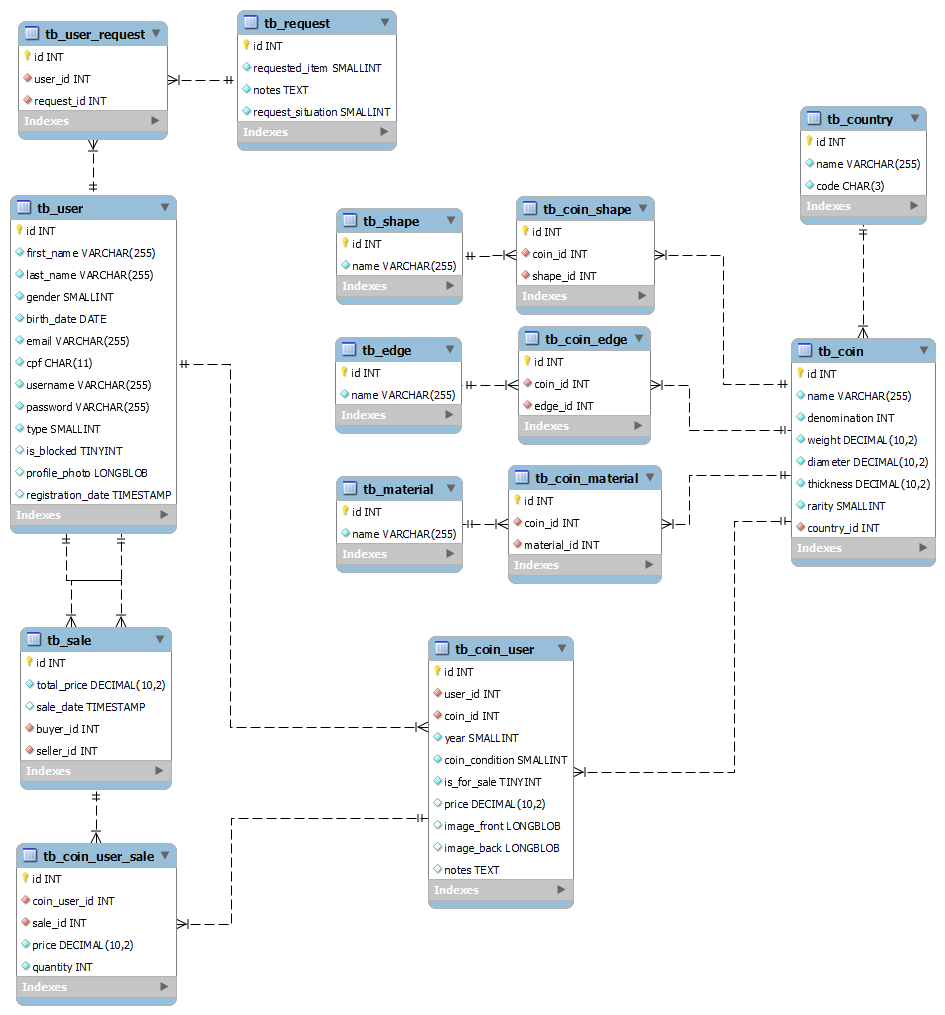 tb_user_request
id INT
user_id INT
request_id INT
Indexes
tb_request
id INT
requested_item SMALLINT
notes TEXT
request_situation SMALLINT
Indexes
tb_country
id INT
name VARCHAR(255)
code CHAR(3)
Indexes
tb_user
id INT
first_name VARCHAR(255)
last_name VARCHAR(255)
gender SMALLINT
birth_date DATE
email VARCHAR(255)
cpf CHAR(11)
username VARCHAR(255)
password VARCHAR(255)
type SMALLINT
is_blocked TINYINT
profile_photo LONGBLOB
registration_date TIMESTAMP
Indexes
tb_shape
id INT
name VARCHAR(255)
Indexes
tb_coin_shape
id INT
coin_id INT
shape_id INT
Indexes
tb_edge
id INT
name VARCHAR(255)
Indexes
tb_coin_edge
id INT
coin_id INT
edge_id INT
Indexes
tb_coin
id INT
name VARCHAR(255)
denomination INT
weight DECIMAL(10,2)
diameter DECIMAL(10,2)
thickness DECIMAL(10,2)
rarity SMALLINT
country_id INT
Indexes
tb_material
id INT
name VARCHAR(255)
Indexes
tb_coin_material
id INT
coin_id INT
material_id INT
Indexes
tb_sale
id INT
total_price DECIMAL(10,2)
sale_date TIMESTAMP
buyer_id INT
seller_id INT
Indexes
tb_coin_user
id INT
user_id INT
coin_id INT
year SMALLINT
coin_condition SMALLINT
is_for_sale TINYINT
price DECIMAL(10,2)
image_front LONGBLOB
image_back LONGBLOB
notes TEXT
Indexes
tb_coin_user_sale
id INT
coin_user_id INT
sale_id INT
price DECIMAL(10,2)
quantity INT
Indexes